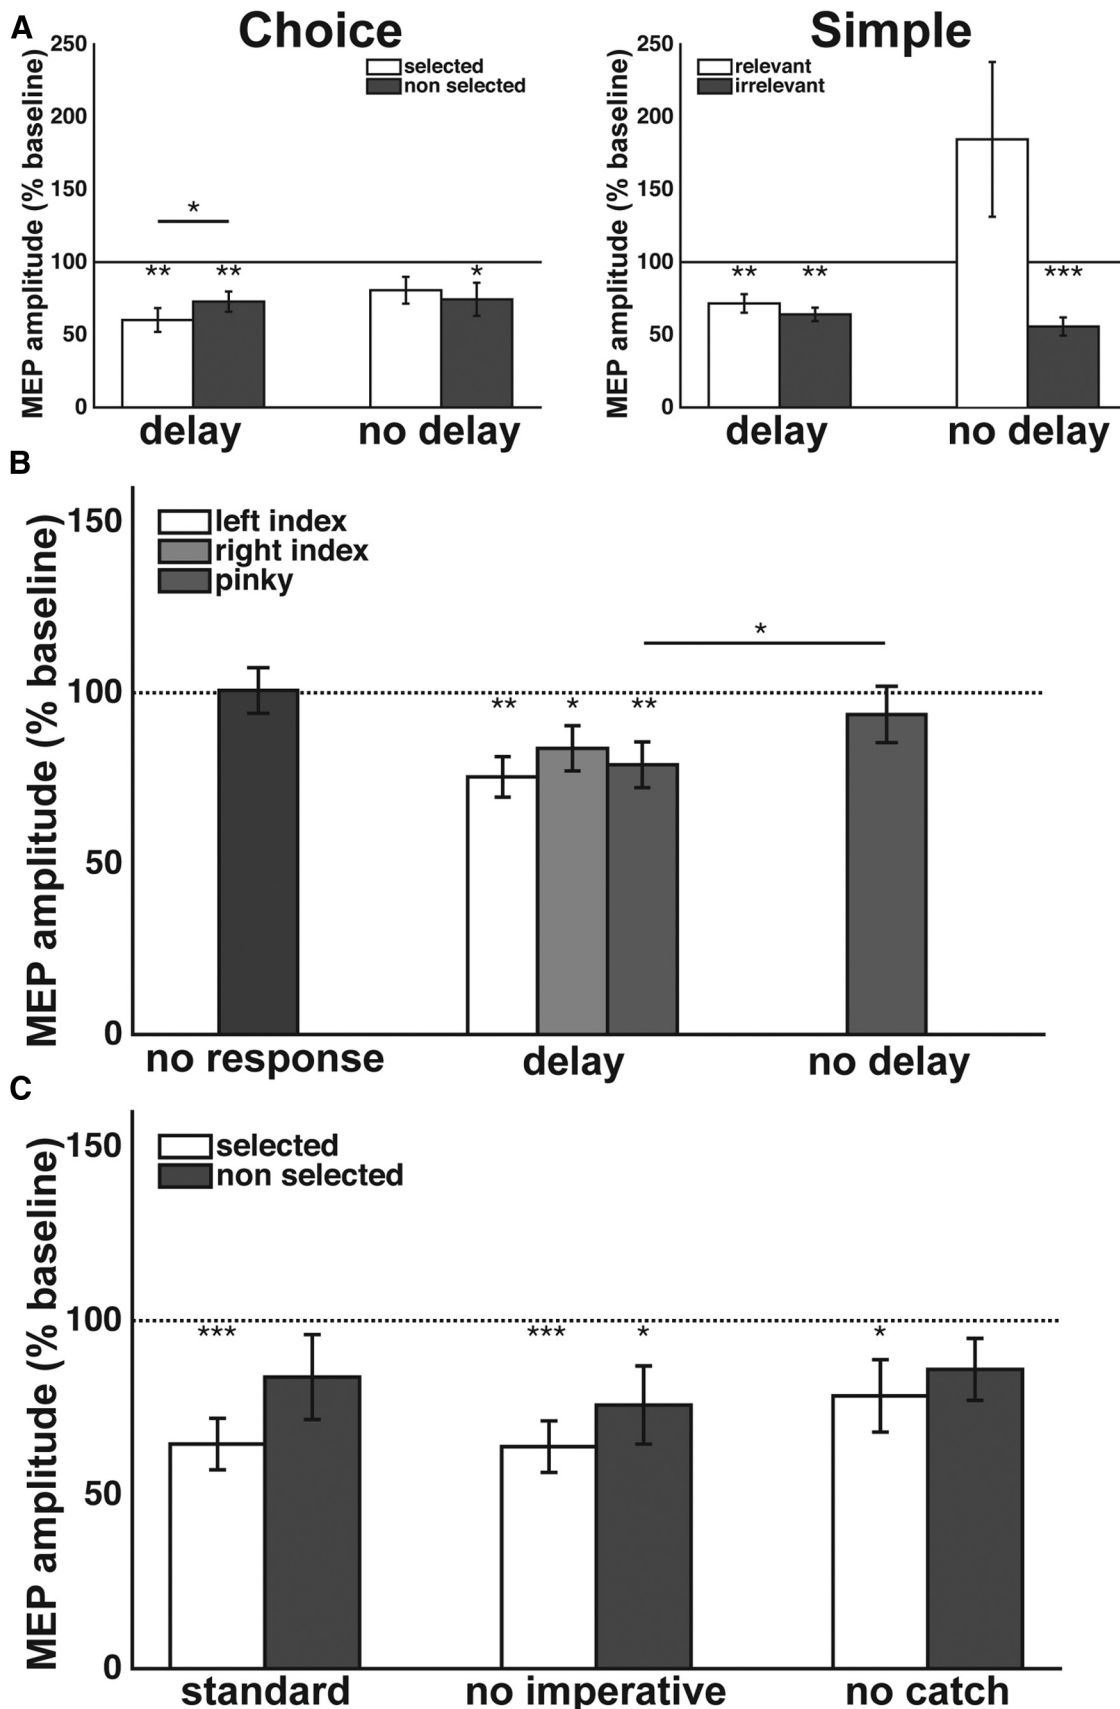 A
Choice
Simple
MEP amplitude (% baseline)
250
200
150
100
50
0
selected
non selected
*
** ** *
delay no delay
MEP amplitude (% baseline)
250
200
150
100
50
0
relevant
irrelevant
** ** ***
delay no delay
B
MEP amplitude (% baseline)
150
100
50
0
left index
right index
pinky
*
** * **
no response delay no delay
C
MEP amplitude (% baseline)
150
100
50
0
selected
non selected
*** *** * *
standard no imperative no catch